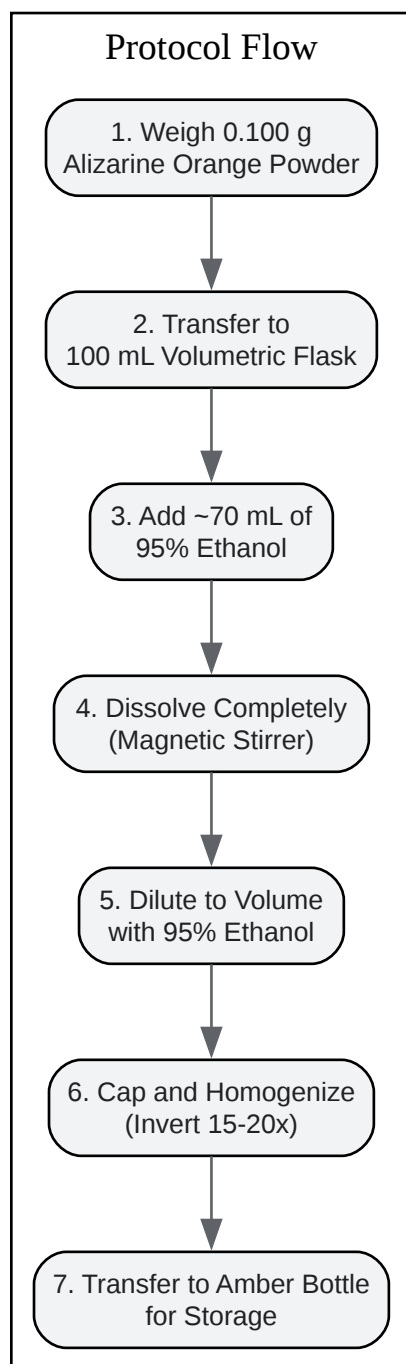 Protocol Flow
1. Weigh 0.100 g
Alizarine Orange Powder
2. Transfer to
100 mL Volumetric Flask
3. Add ~70 mL of
95% Ethanol
4. Dissolve Completely
(Magnetic Stirrer)
5. Dilute to Volume
with 95% Ethanol
6. Cap and Homogenize
(Invert 15-20x)
7. Transfer to Amber Bottle
for Storage